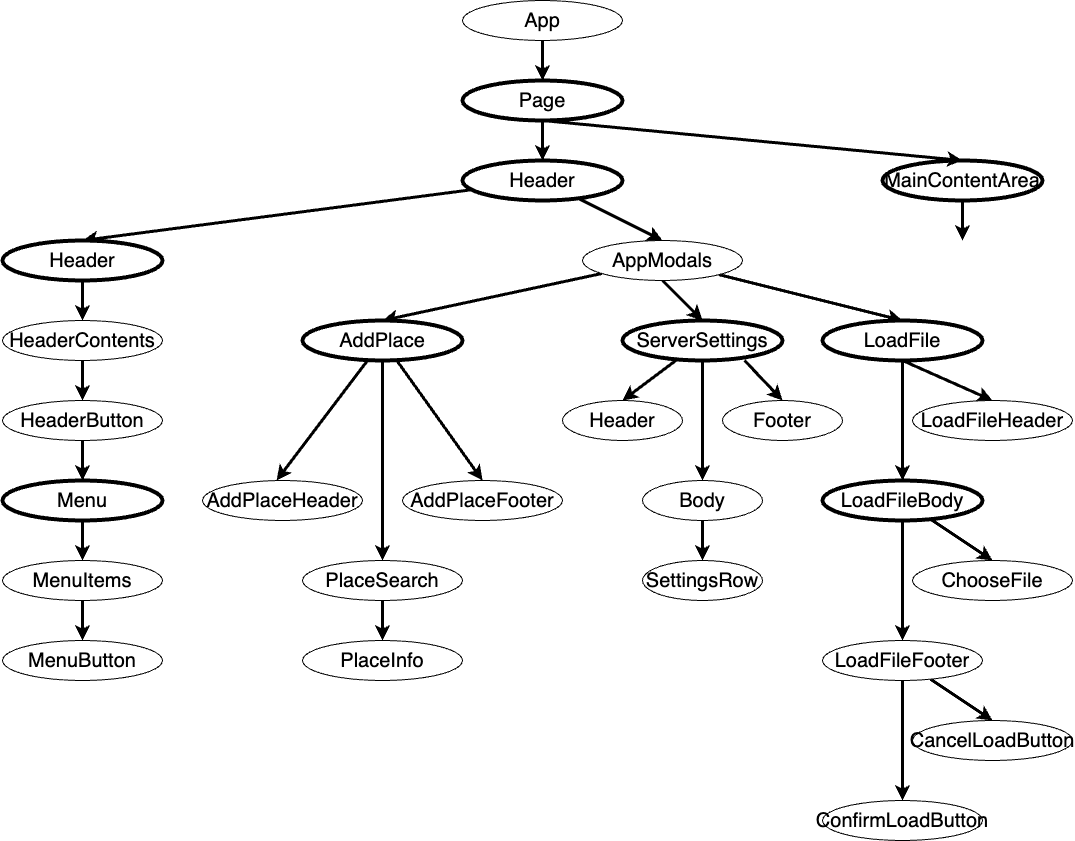 App
Page
Header
MainContentArea
Header
AppModals
HeaderContents
AddPlace
ServerSettings
LoadFile
HeaderButton
Header
Footer
LoadFileHeader
Menu
AddPlaceHeader
AddPlaceFooter
Body
LoadFileBody
MenuItems
PlaceSearch
SettingsRow
ChooseFile
MenuButton
PlaceInfo
LoadFileFooter
CancelLoadButton
ConfirmLoadButton